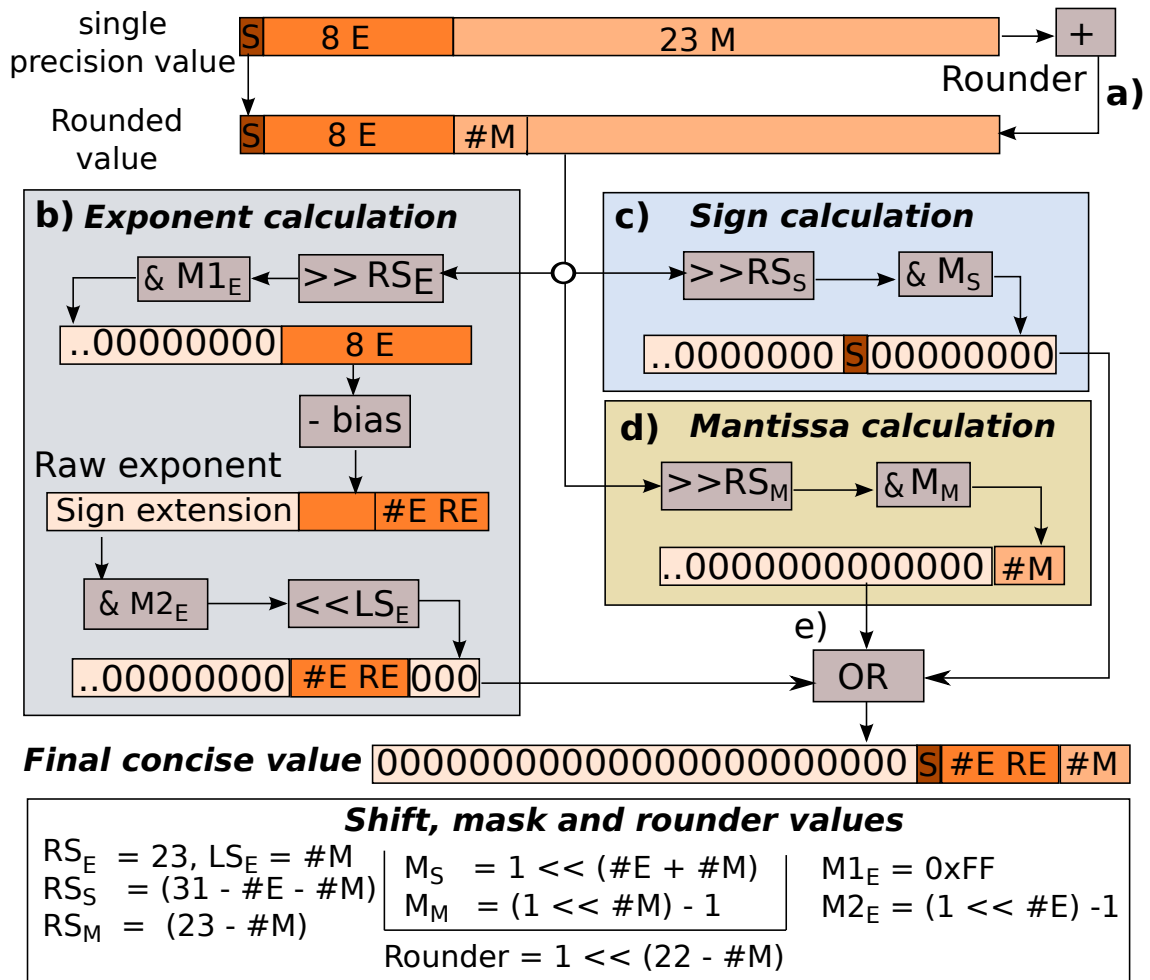 single
precision value
S 8 E 23 M +
Rounder a)
Rounded
value
S 8 E #M
b) Exponent calculation
& M1E >> RSE
..00000000 8 E
- bias
Raw exponent
Sign extension #E RE
& M2E <<LSE
..00000000 #E RE 000
c) Sign calculation
>>RSS & MS
..0000000 S 00000000
d) Mantissa calculation
>>RSM & MM
..0000000000000 #M
e)
OR
Final concise value 00000000000000000000000 S #E RE #M
Shift, mask and rounder values
RSE = 23, LSE = #M
RSS = (31 - #E - #M)
RSM = (23 - #M)
MS = 1 << (#E + #M)
MM = (1 << #M) - 1
M1E = 0xFF
M2E = (1 << #E) -1
Rounder = 1 << (22 - #M)